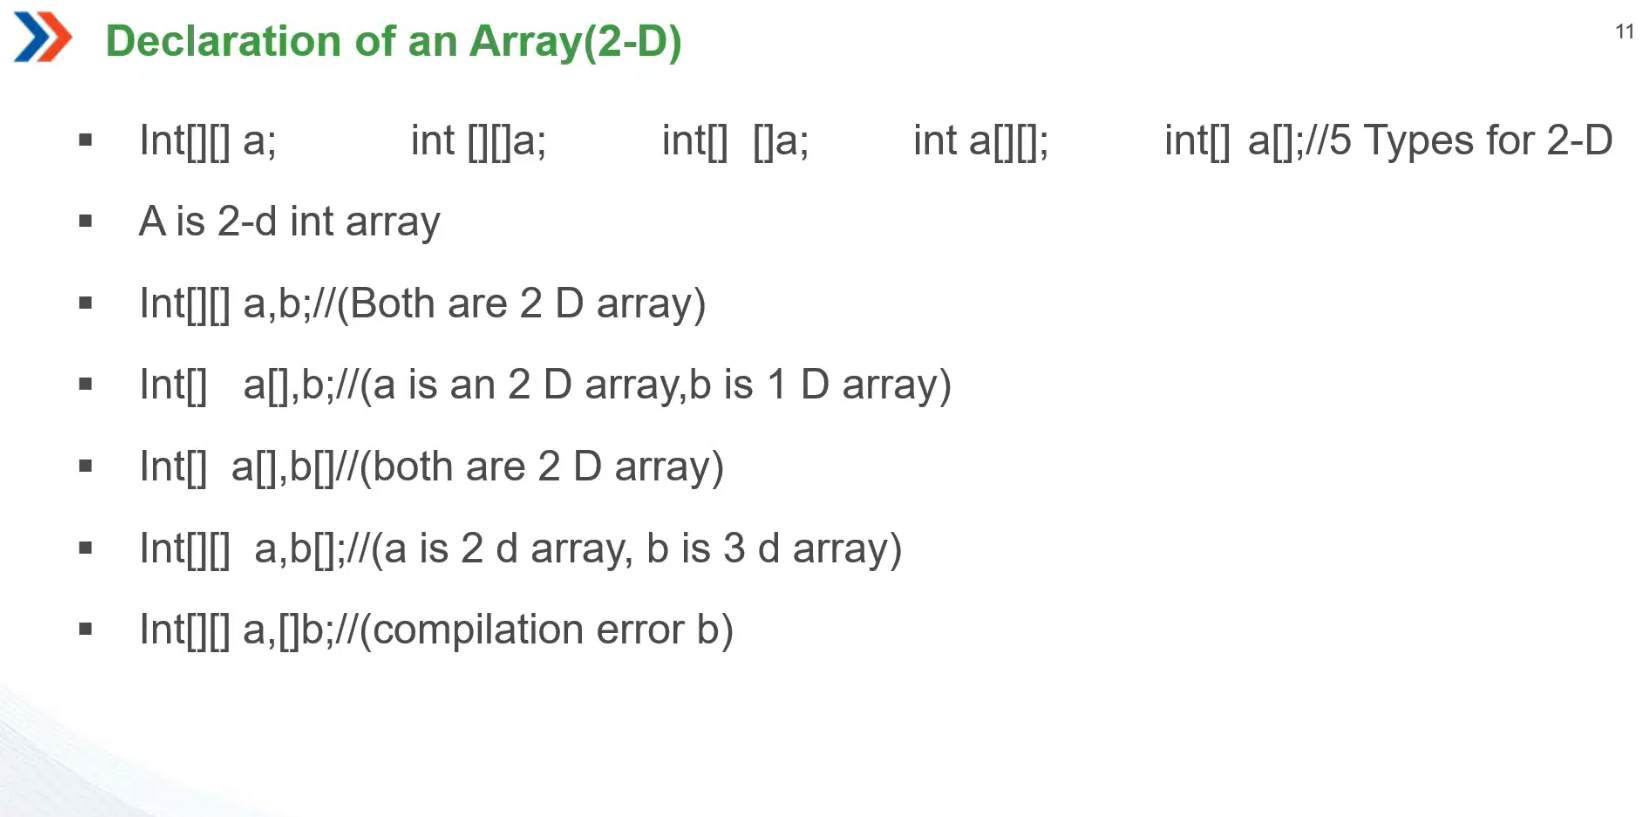 Declaration of an Array(2-D)
11
▪ Int[][] a; int [][]a; int[] []a; int a[][]; int[] a[];//5 Types for 2-D
▪ A is 2-d int array
▪ Int[][] a,b;//(Both are 2 D array)
▪ Int[] a[],b;//(a is an 2 D array,b is 1 D array)
▪ Int[] a[],b[]//(both are 2 D array)
▪ Int[][] a,b[];//(a is 2 d array, b is 3 d array)
▪ Int[][] a,[]b;//(compilation error b)